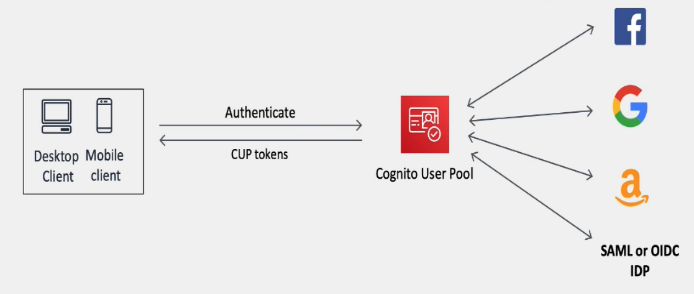 Authenticate
CUP tokens
Desktop Mobile
Client client
Cognito User Pool
SAML or OIDC
IDP